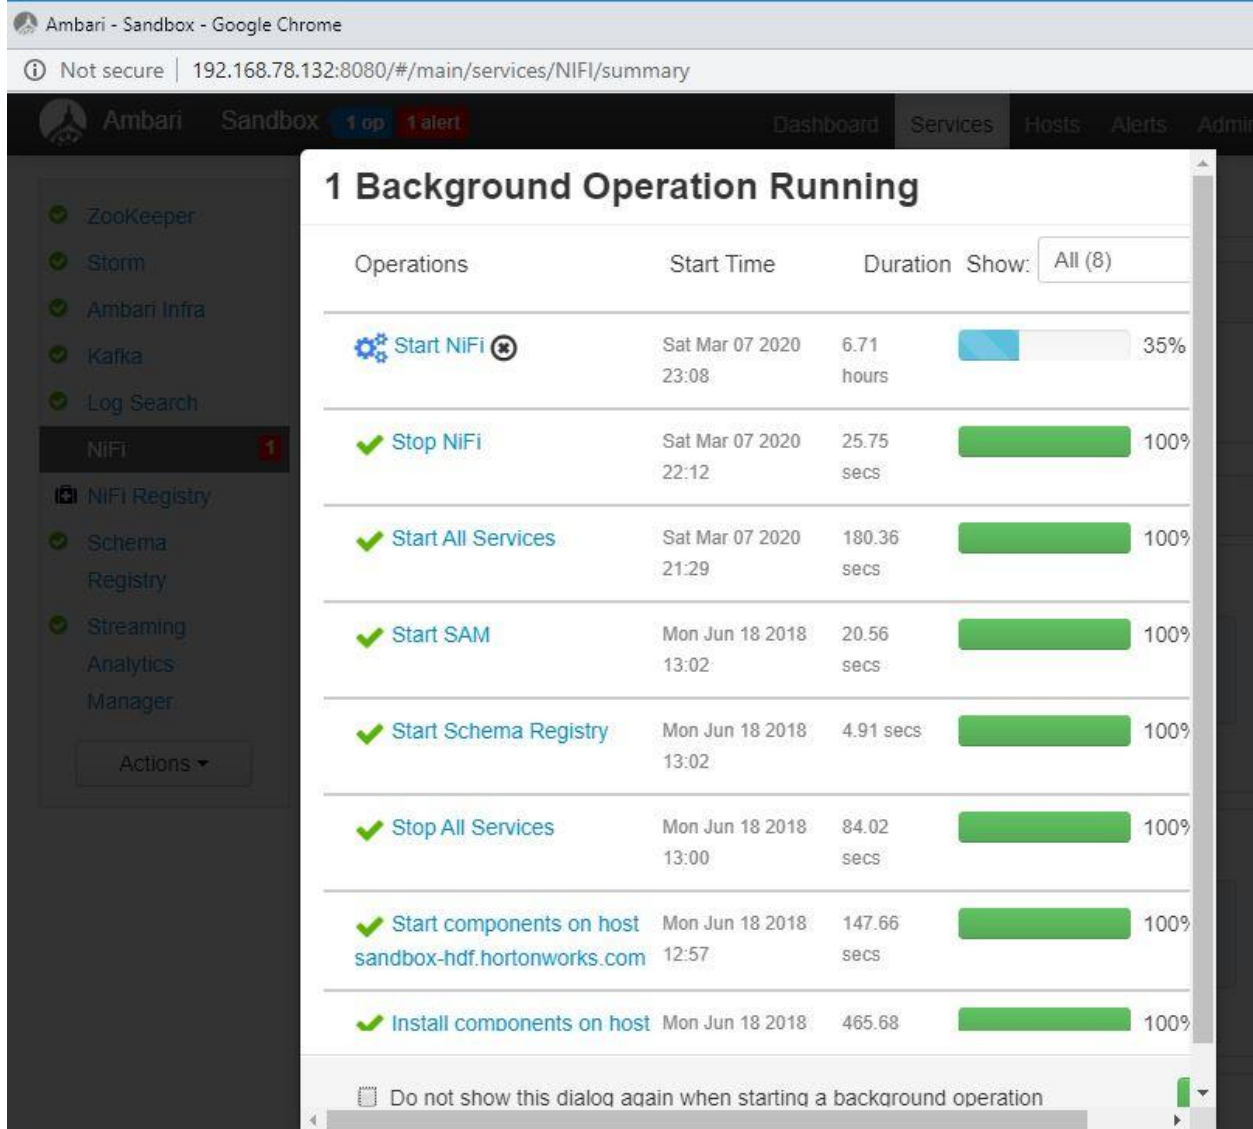 Ambari - Sandbox - Google Chrome
Not secure | 192.168.78.132:8080/#/main/services/NIFI/summary
Ambari Sandbox 1 op 1 alert Dashboard Services Hosts Alerts Admin
ZooKeeper
Storm
Ambari Infra
Kafka
Log Search
NiFi 1
NiFi Registry
Schema
Registry
Streaming
Analytics
Manager
Actions
1 Background Operation Running
Operations Start Time Duration Show: All (8)
Start NiFi Sat Mar 07 2020 6.71 35%
23:08 hours
Stop NiFi Sat Mar 07 2020 25.75 100%
22:12 secs
Start All Services Sat Mar 07 2020 180.36 100%
21:29 secs
Start SAM Mon Jun 18 2018 20.56 100%
13:02 secs
Start Schema Registry Mon Jun 18 2018 4.91 secs 100%
13:02
Stop All Services Mon Jun 18 2018 84.02 100%
13:00 secs
Start components on host Mon Jun 18 2018 147.66 100%
sandbox-hdf.hortonworks.com 12:57 secs
Install components on host Mon Jun 18 2018 465.68 100%
Do not show this dialog again when starting a background operation